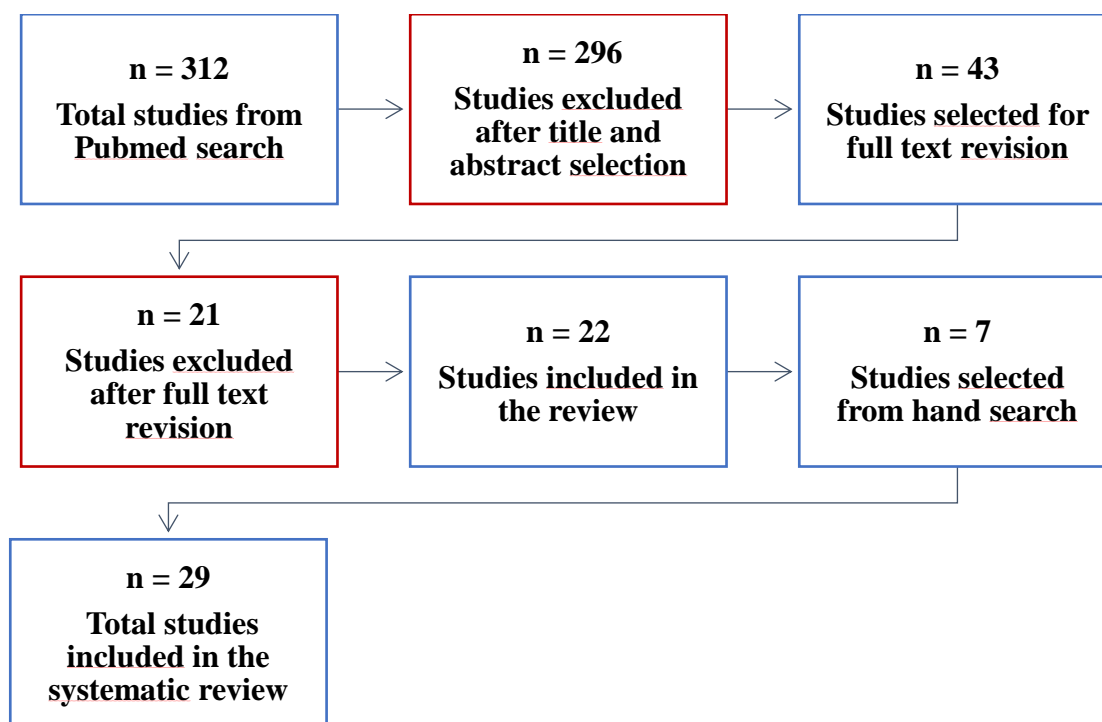 n = 312
Total studies from
Pubmed search
n = 296
Studies excluded
after title and
abstract selection
n = 43
Studies selected for
full text revision
n = 21
Studies excluded
after full text
revision
n = 22
Studies included in
the review
n = 7
Studies selected
from hand search
n = 29
Total studies
included in the
systematic review